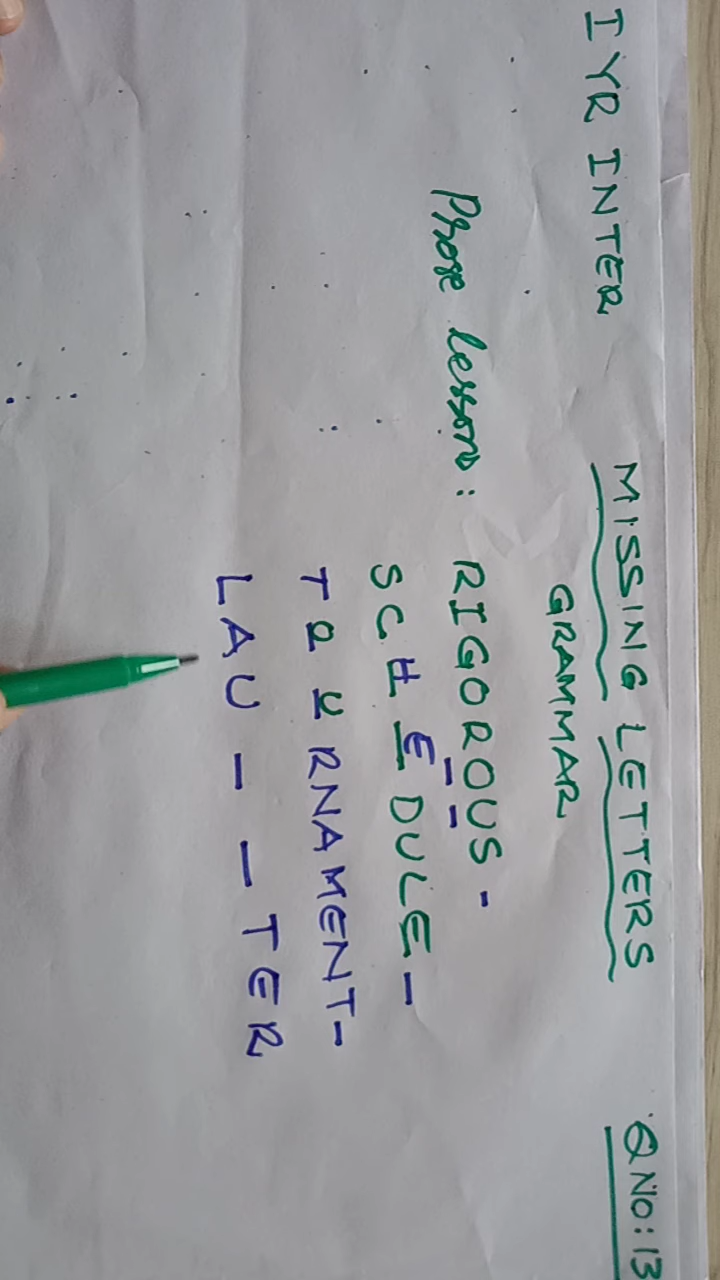 I YR INTER MISSING LETTERS Q NO: 13
GRAMMAR
Prose lessons: RIGOROUS -
SCHEDULE -
TOURNAMENT-
LAU - - TER